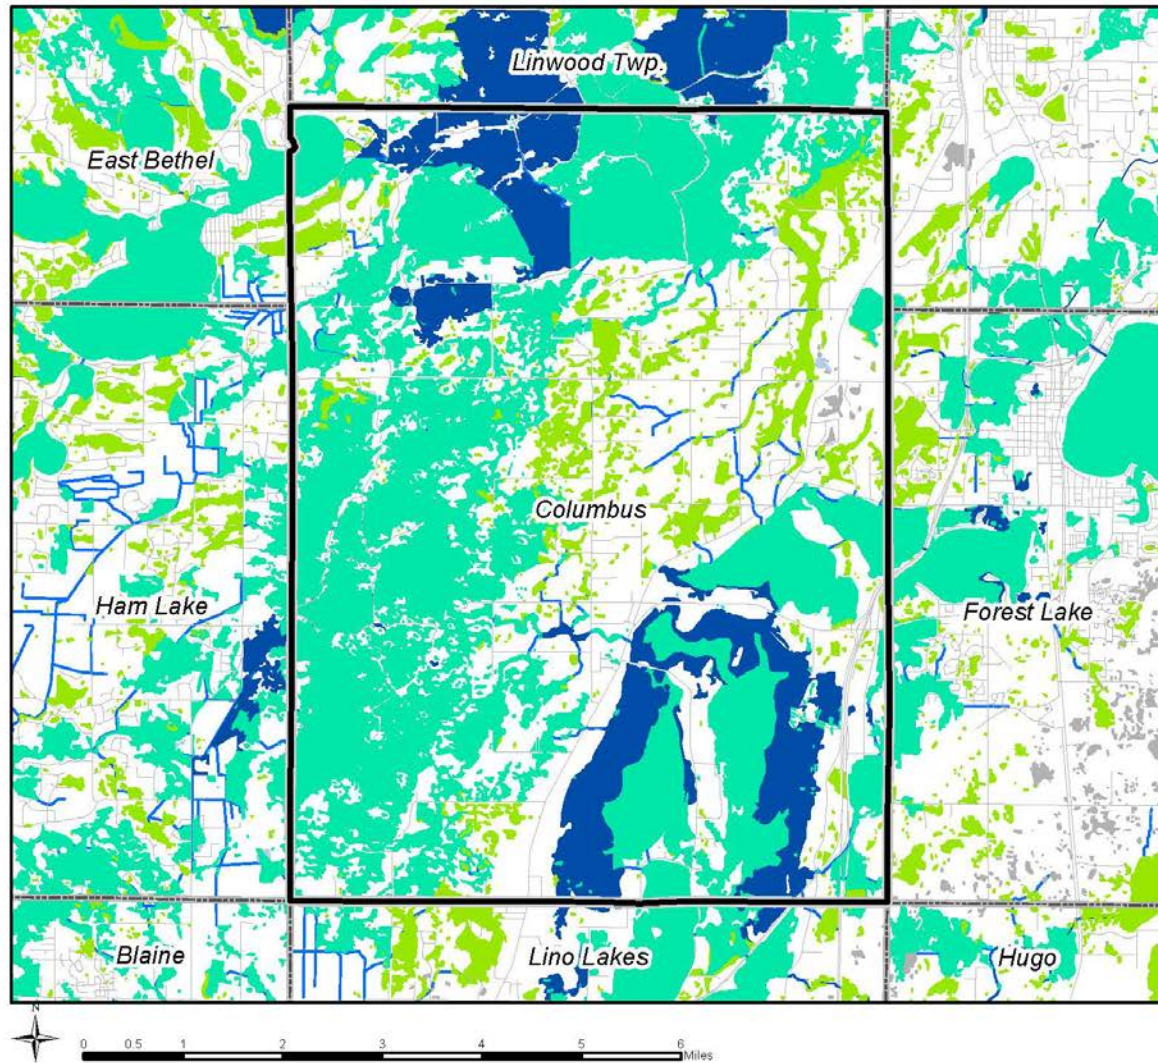 Linwood Twp.
East Bethel
Columbus
Ham Lake
Forest Lake
Blaine
Lino Lakes
Hugo
N
0 0.5 1 2 3 4 5 6
Miles